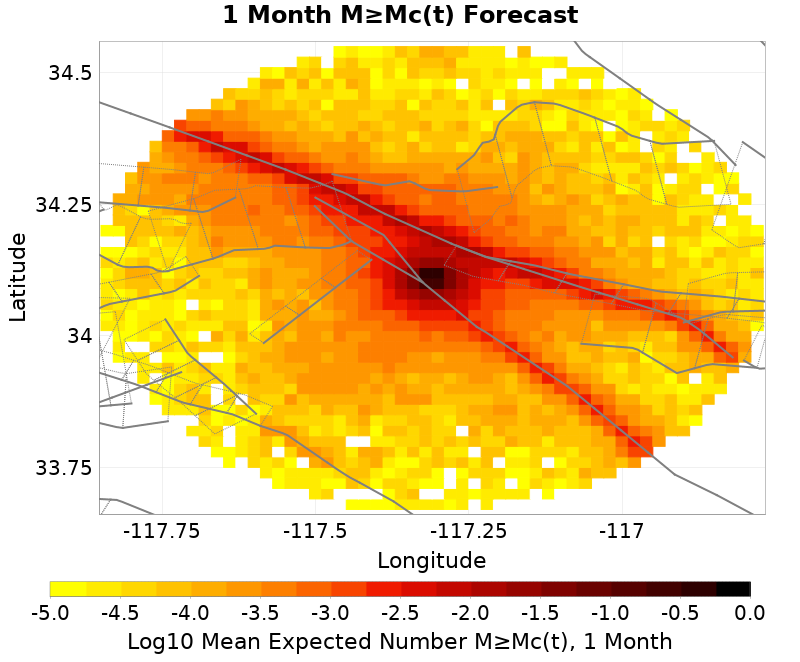 1 Month M≥Mc(t) Forecast
34.5
34.25
34
33.75
Latitude
-117.75 -117.5 -117.25 -117
Longitude
-5.0 -4.5 -4.0 -3.5 -3.0 -2.5 -2.0 -1.5 -1.0 -0.5 0.0
Log10 Mean Expected Number M≥Mc(t), 1 Month